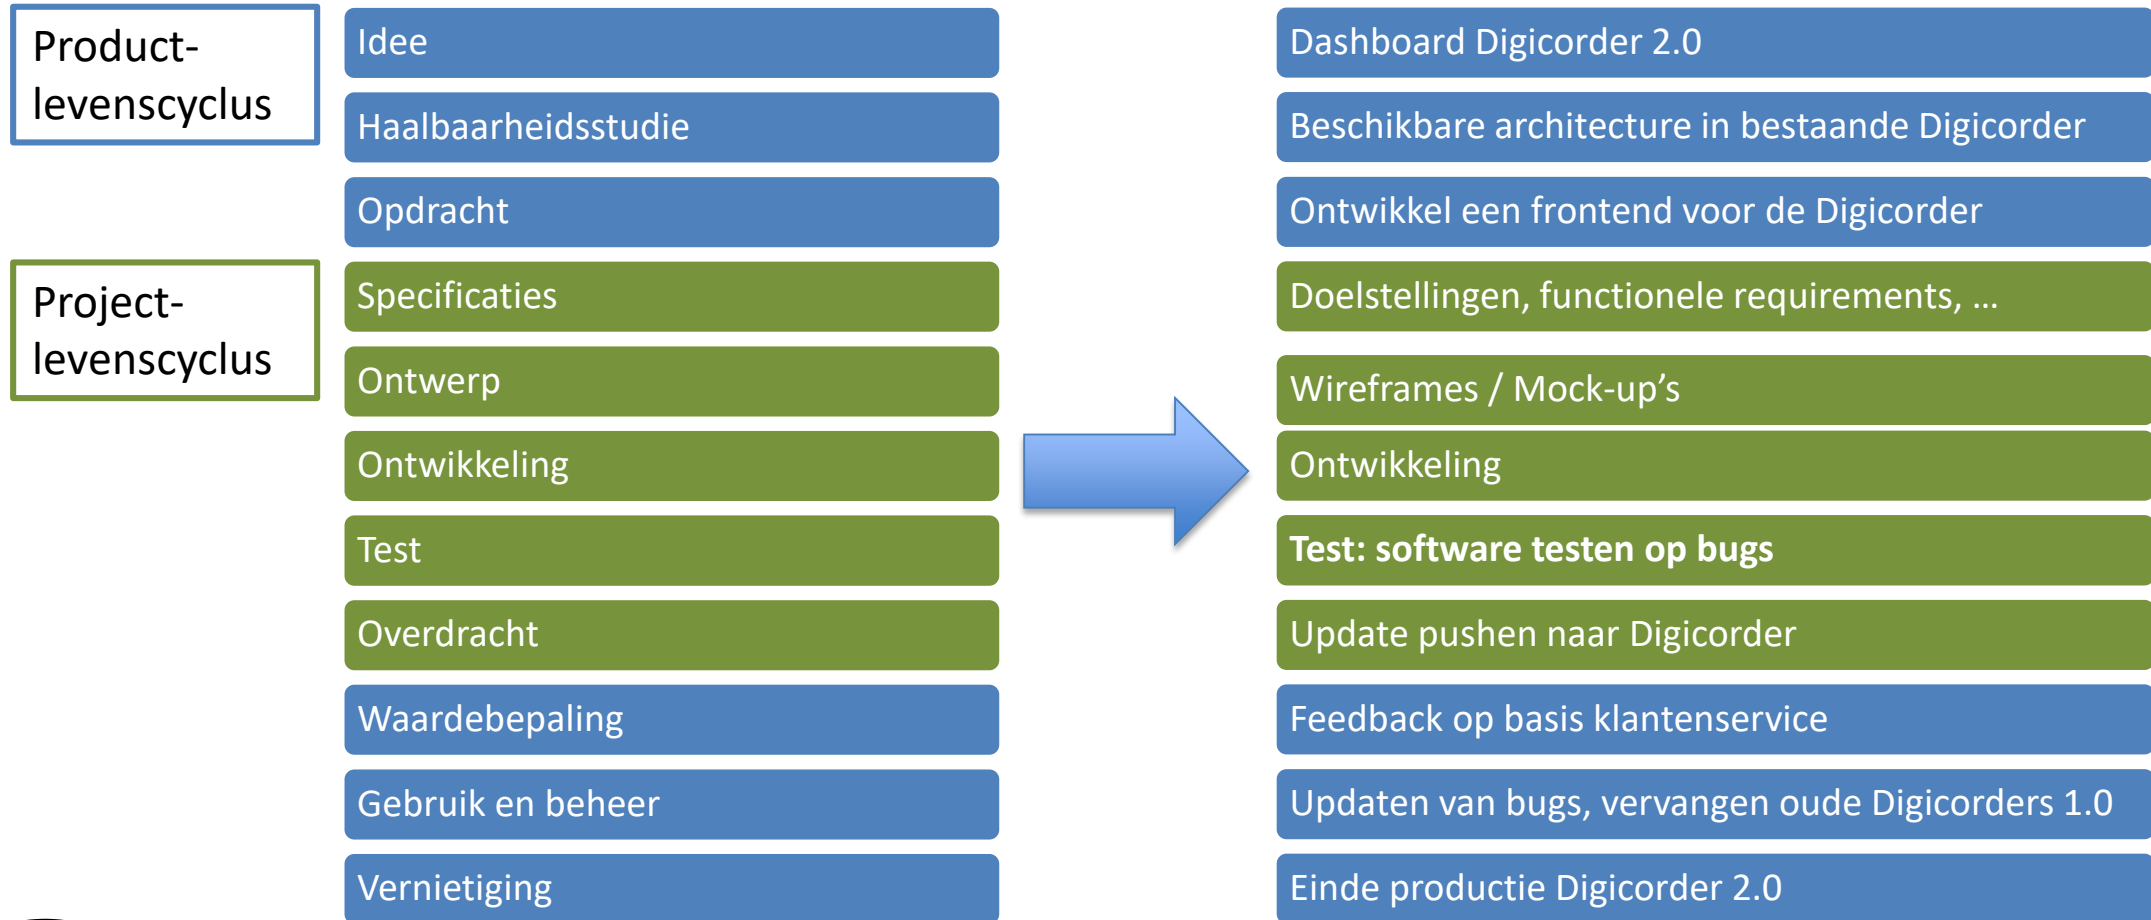 Product-
levenscyclus
Project-
levenscyclus
Idee
Haalbaarheidsstudie
Opdracht
Specificaties
Ontwerp
Ontwikkeling
Test
Overdracht
Waardebepaling
Gebruik en beheer
Vernietiging
Dashboard Digicorder 2.0
Beschikbare architecture in bestaande Digicorder
Ontwikkel een frontend voor de Digicorder
Doelstellingen, functionele requirements, …
Wireframes / Mock-up’s
Ontwikkeling
Test: software testen op bugs
Update pushen naar Digicorder
Feedback op basis klantenservice
Updaten van bugs, vervangen oude Digicorders 1.0
Einde productie Digicorder 2.0